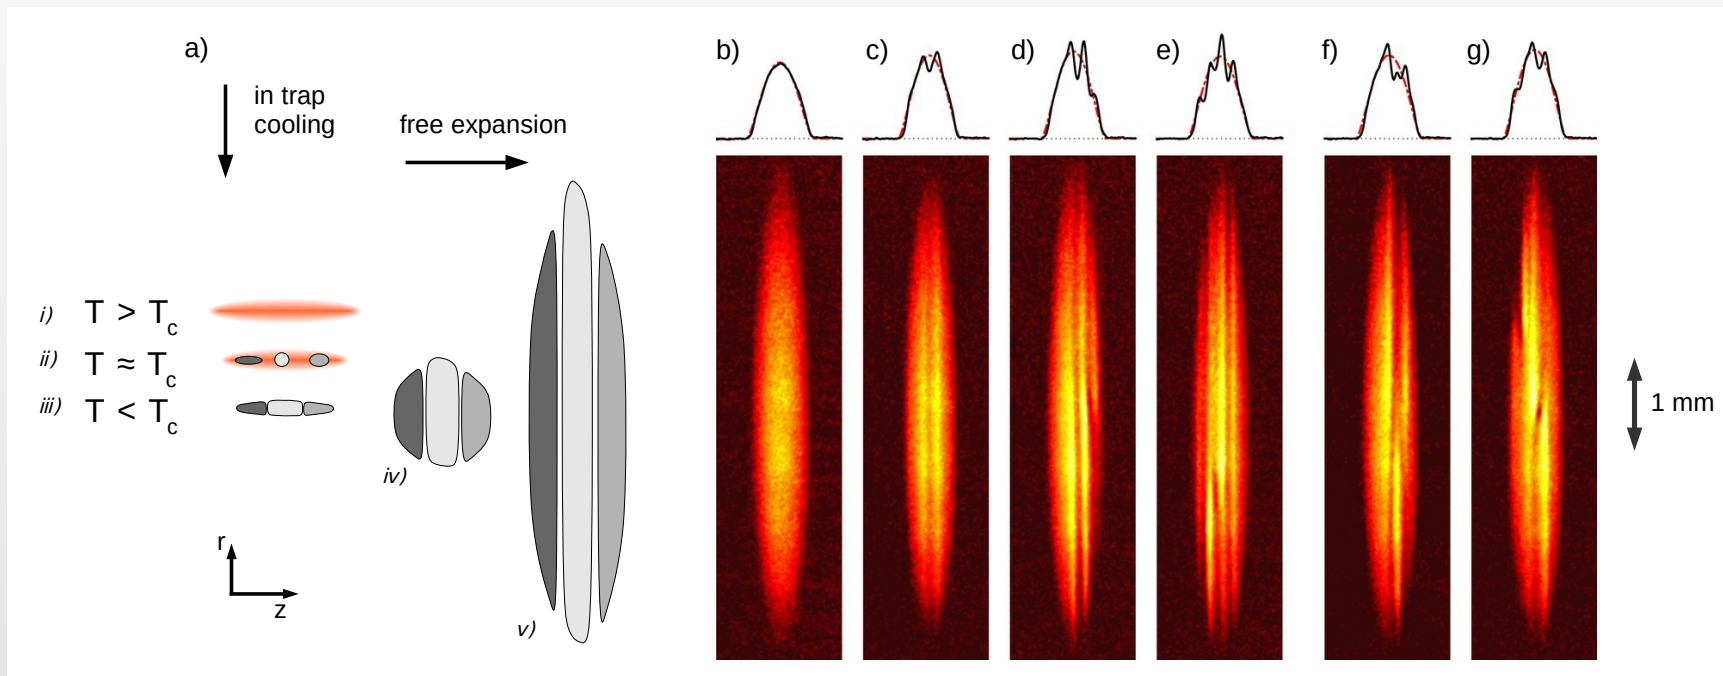 a)
in trap
cooling
free expansion
i) T > Tc
ii) T ≈ Tc
iii) T < Tc
iv)
v)
r
z
b)
c)
d)
e)
f)
g)
1 mm